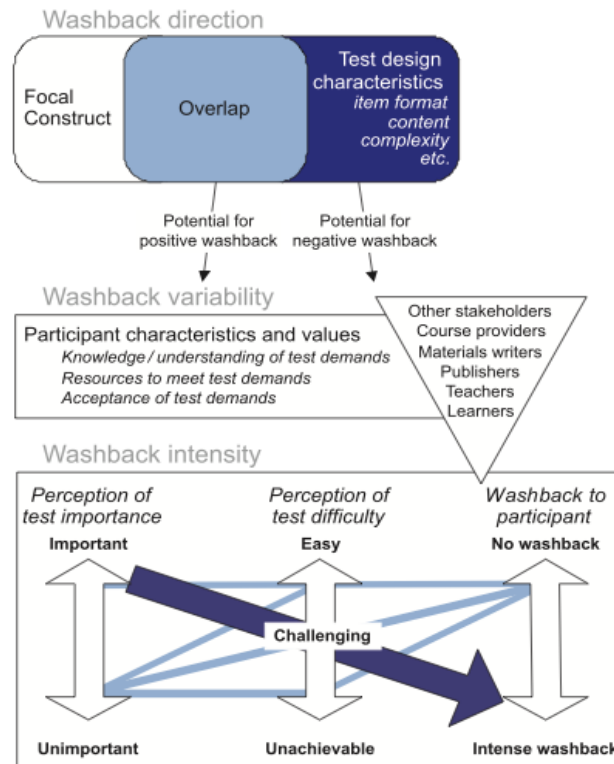 Washback direction
Focal
Construct
Overlap
Test design
characteristics
item format
content
complexity
etc.
Potential for
positive washback
Potential for
negative washback
Washback variability
Participant characteristics and values
Knowledge / understanding of test demands
Resources to meet test demands
Acceptance of test demands
Other stakeholders
Course providers
Materials writers
Publishers
Teachers
Learners
Washback intensity
Perception of
test importance
Perception of
test difficulty
Washback to
participant
Important
Easy
No washback
Challenging
Unimportant
Unachievable
Intense washback